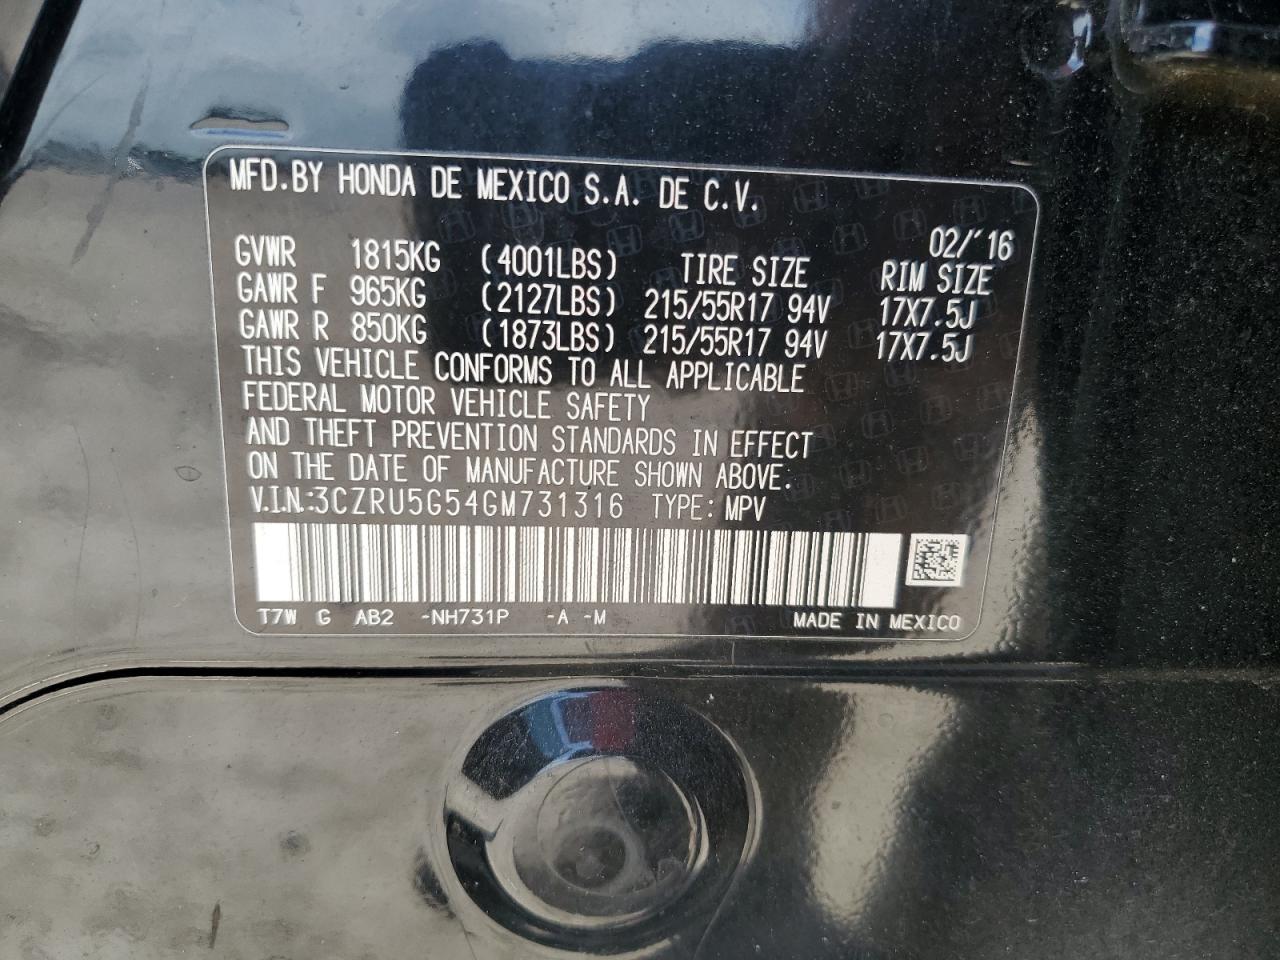 MFD.BY HONDA DE MEXICO S.A. DE C.V.
02/'16
GVWR 1815KG (4001LBS) TIRE SIZE RIM SIZE
GAWR F 965KG (2127LBS) 215/55R17 94V 17X7.5J
GAWR R 850KG (1873LBS) 215/55R17 94V 17X7.5J
THIS VEHICLE CONFORMS TO ALL APPLICABLE
FEDERAL MOTOR VEHICLE SAFETY
AND THEFT PREVENTION STANDARDS IN EFFECT
ON THE DATE OF MANUFACTURE SHOWN ABOVE.
V.I.N.:3CZRU5G54GM731316 TYPE: MPV
T7W G AB2 -NH731P -A -M MADE IN MEXICO